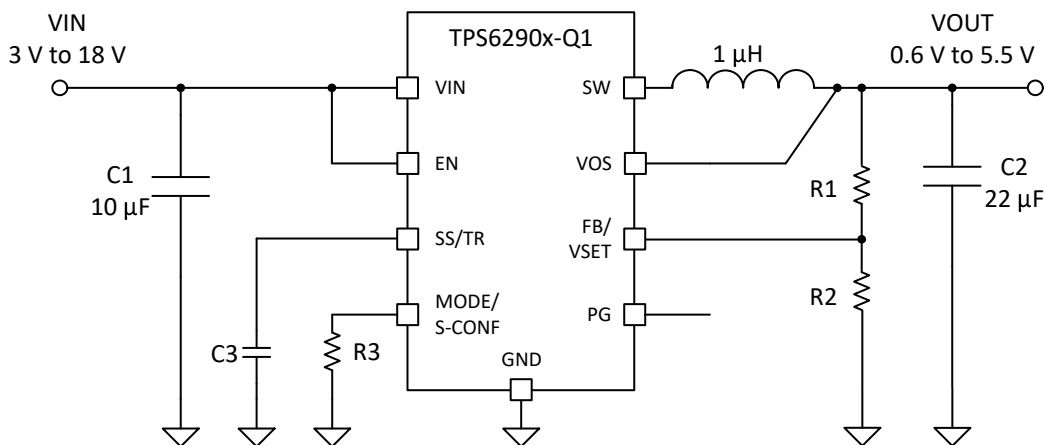 VIN
3 V to 18 V
TPS6290x-Q1
VOUT
0.6 V to 5.5 V
1 µH
VIN
SW
EN
VOS
C1
10 µF
R1
C2
22 µF
SS/TR
FB/
VSET
MODE/
S-CONF
PG
R2
C3
R3
GND